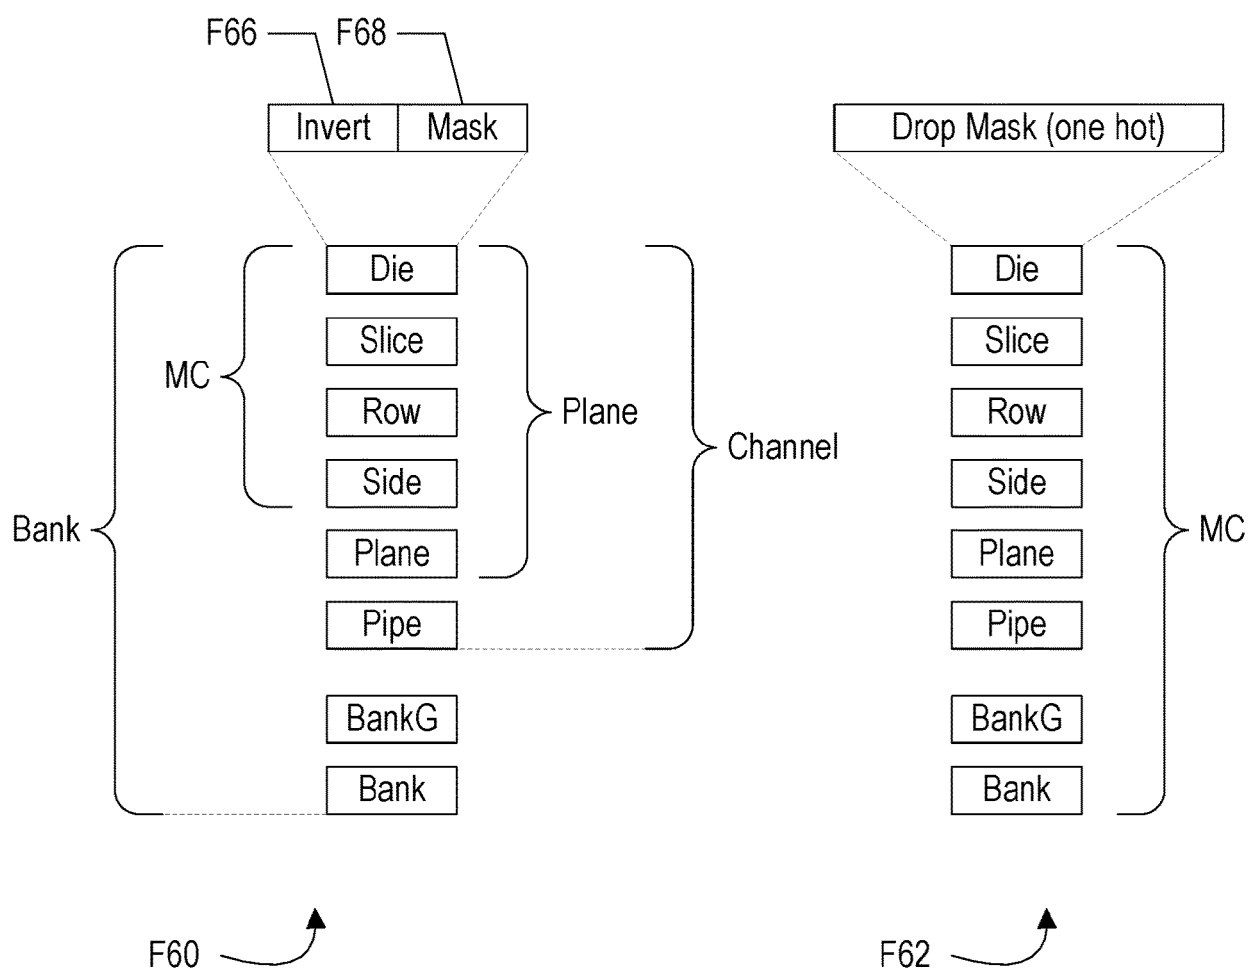 F66
F68
Invert
Mask
Drop Mask (one hot)
Die
Die
Slice
Slice
MC
Row
Plane
Row
Channel
Side
Side
Bank
Plane
Plane
MC
Pipe
Pipe
BankG
BankG
Bank
Bank
F60
F62